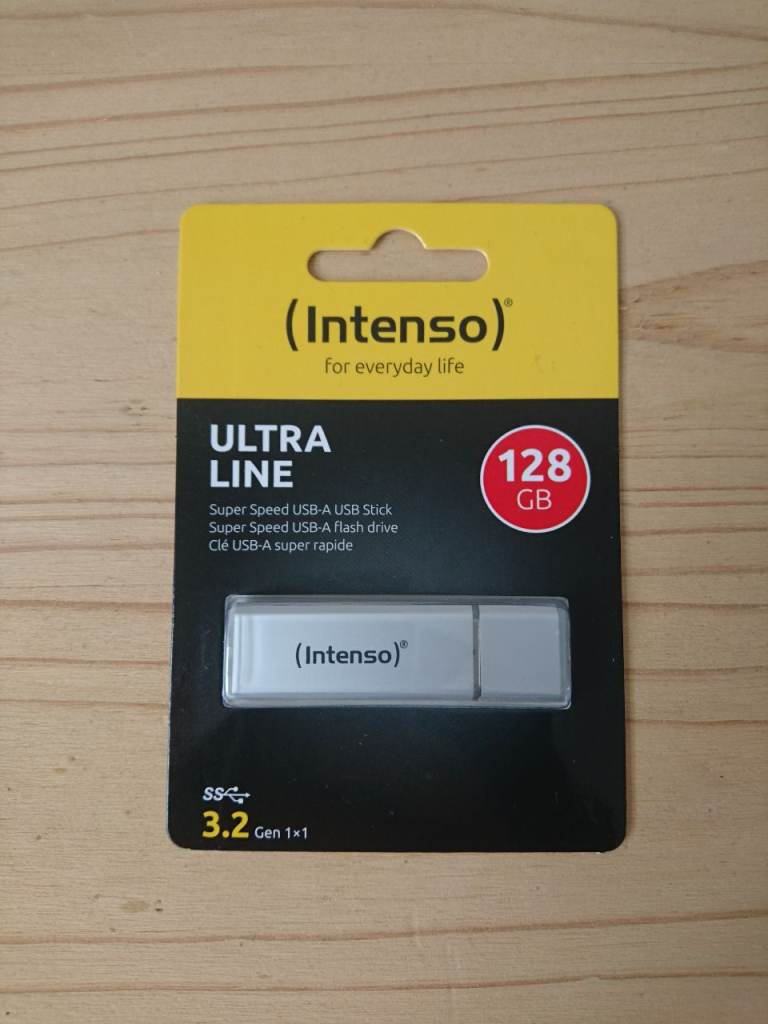 (Intenso)®
for everyday life
ULTRA
LINE
128
GB
Super Speed USB-A USB Stick
Super Speed USB-A flash drive
Clé USB-A super rapide
(Intenso)®
SS
3.2 Gen 1×1